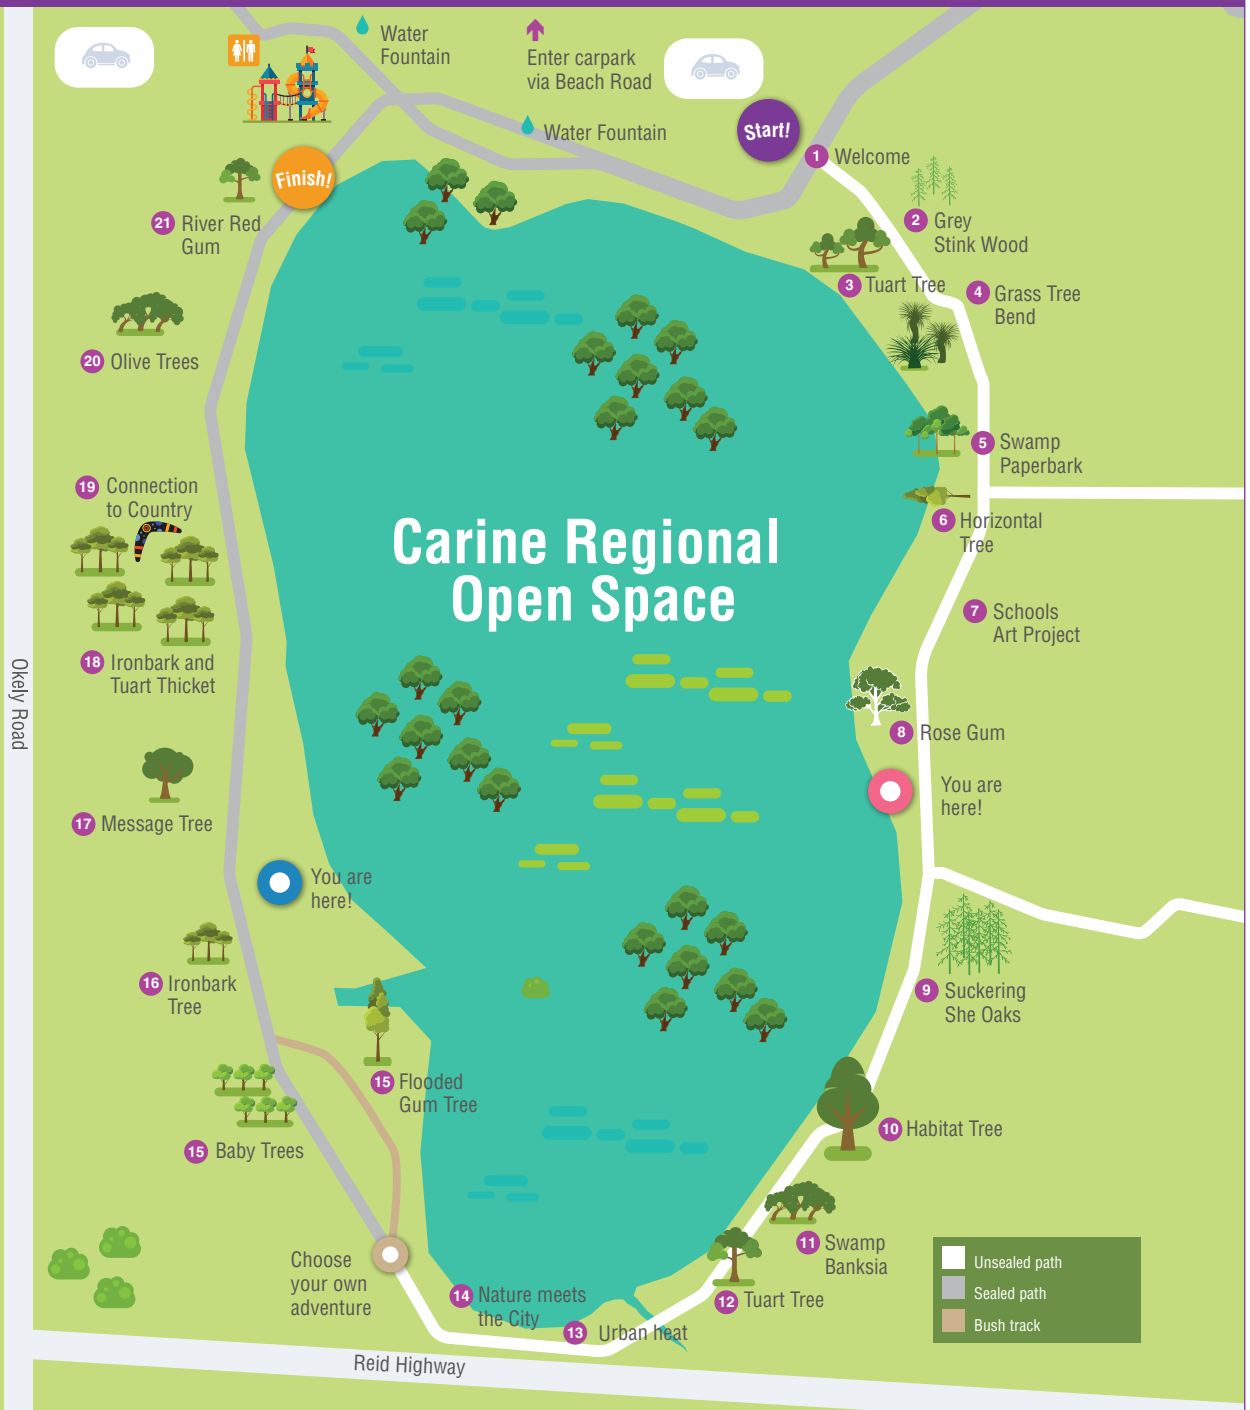 Water
Fountain
Enter carpark
via Beach Road
Water Fountain
Start!
1 Welcome
Finish!
2 Grey
Stink Wood
21 River Red
Gum
3 Tuart Tree
4 Grass Tree
Bend
20 Olive Trees
5 Swamp
Paperbark
19 Connection
to Country
6 Horizontal
Tree
Carine Regional
Open Space
7 Schools
Art Project
18 Ironbark and
Tuart Thicket
Okely Road
8 Rose Gum
You are
here!
17 Message Tree
You are
here!
16 Ironbark
Tree
9 Suckering
She Oaks
15 Flooded
Gum Tree
10 Habitat Tree
15 Baby Trees
11 Swamp
Banksia
Choose
your own
adventure
14 Nature meets
the City
12 Tuart Tree
13 Urban heat
Unsealed path
Sealed path
Bush track
Reid Highway